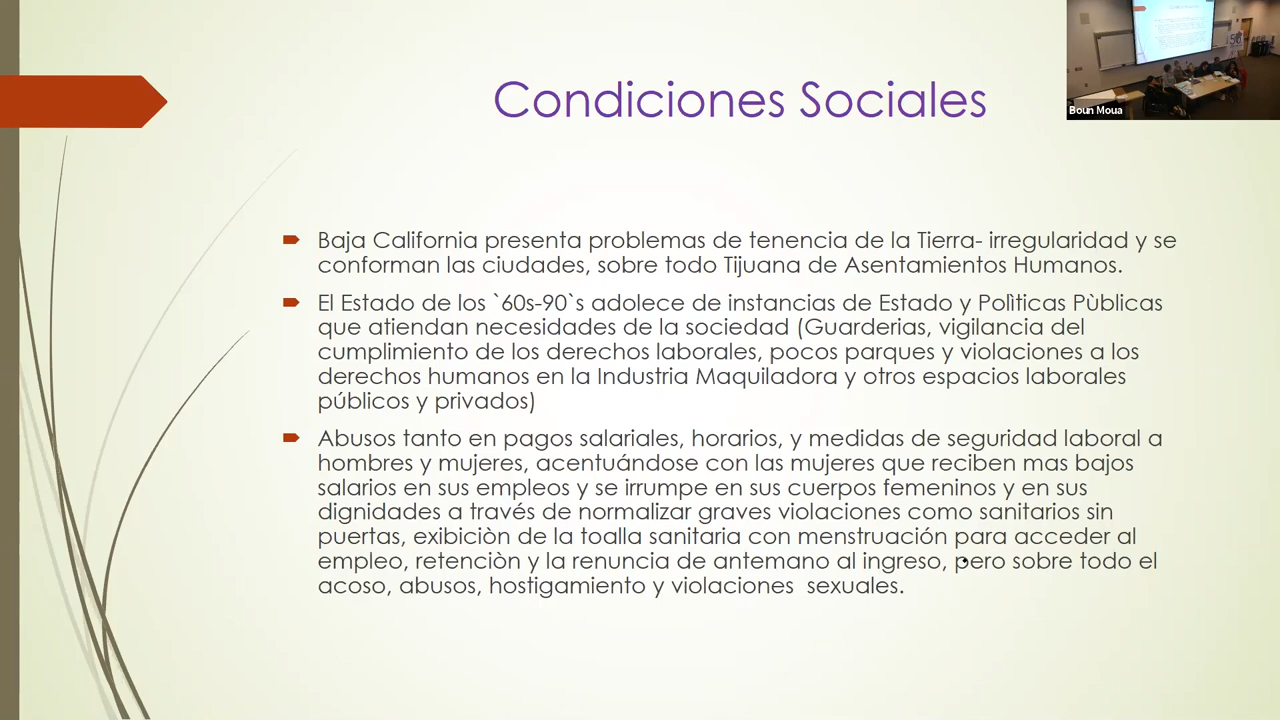 Condiciones Sociales
Boun Moua
Baja California presenta problemas de tenencia de la Tierra- irregularidad y se
conforman las ciudades, sobre todo Tijuana de Asentamientos Humanos.
El Estado de los `60s-90`s adolece de instancias de Estado y Polìticas Pùblicas
que atiendan necesidades de la sociedad (Guarderias, vigilancia del
cumplimiento de los derechos laborales, pocos parques y violaciones a los
derechos humanos en la Industria Maquiladora y otros espacios laborales
públicos y privados)
Abusos tanto en pagos salariales, horarios, y medidas de seguridad laboral a
hombres y mujeres, acentuándose con las mujeres que reciben mas bajos
salarios en sus empleos y se irrumpe en sus cuerpos femeninos y en sus
dignidades a través de normalizar graves violaciones como sanitarios sin
puertas, exibiciòn de la toalla sanitaria con menstruación para acceder al
empleo, retenciòn y la renuncia de antemano al ingreso, pero sobre todo el
acoso, abusos, hostigamiento y violaciones  sexuales.